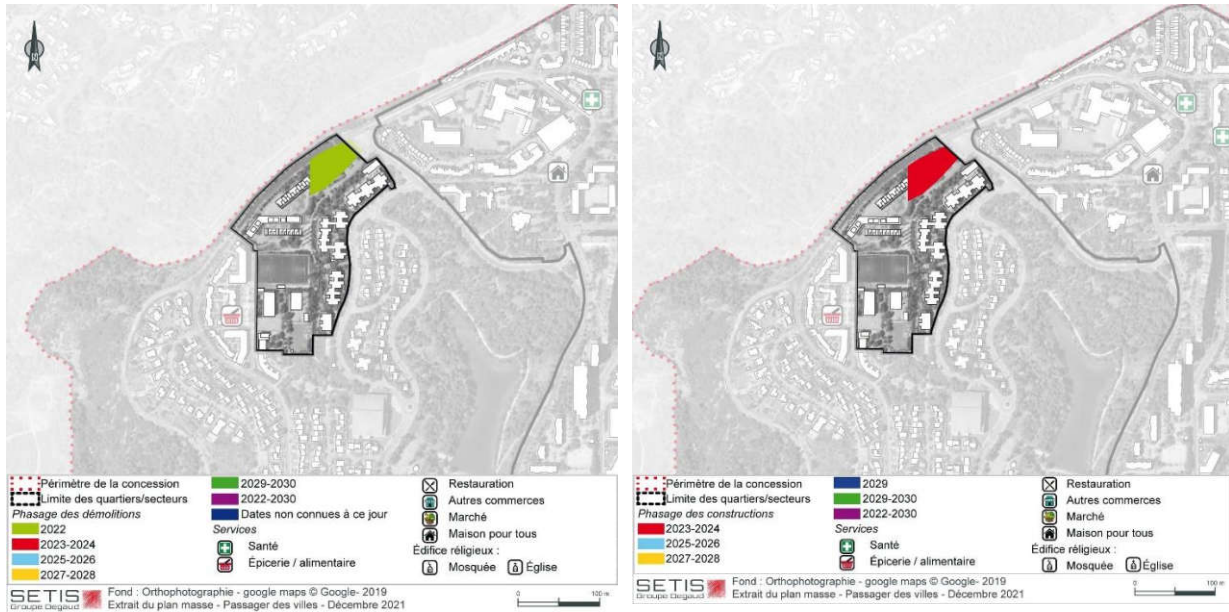 Périmètre de la concession
Limite des quartiers/secteurs
Phasage des démolitions
2022
2023-2024
2025-2026
2027-2028
2029-2030
2022-2030
Dates non connues à ce jour
Services
Santé
Épicerie / alimentaire
Restauration
Autres commerces
Marché
Maison pour tous
Édifice réligieux :
Mosquée
Église
SETIS
Groupe Degaud
Fond : Orthophotographie - google maps © Google- 2019
Extrait du plan masse - Passager des villes - Décembre 2021
0
100 m
Périmètre de la concession
Limite des quartiers/secteurs
Phasage des constructions
2023-2024
2025-2026
2027-2028
2029
2029-2030
2022-2030
Services
Santé
Épicerie / alimentaire
Restauration
Autres commerces
Marché
Maison pour tous
Édifice réligieux :
Mosquée
Église
SETIS
Groupe Degaud
Fond : Orthophotographie - google maps © Google- 2019
Extrait du plan masse - Passager des villes - Décembre 2021
0
100 m